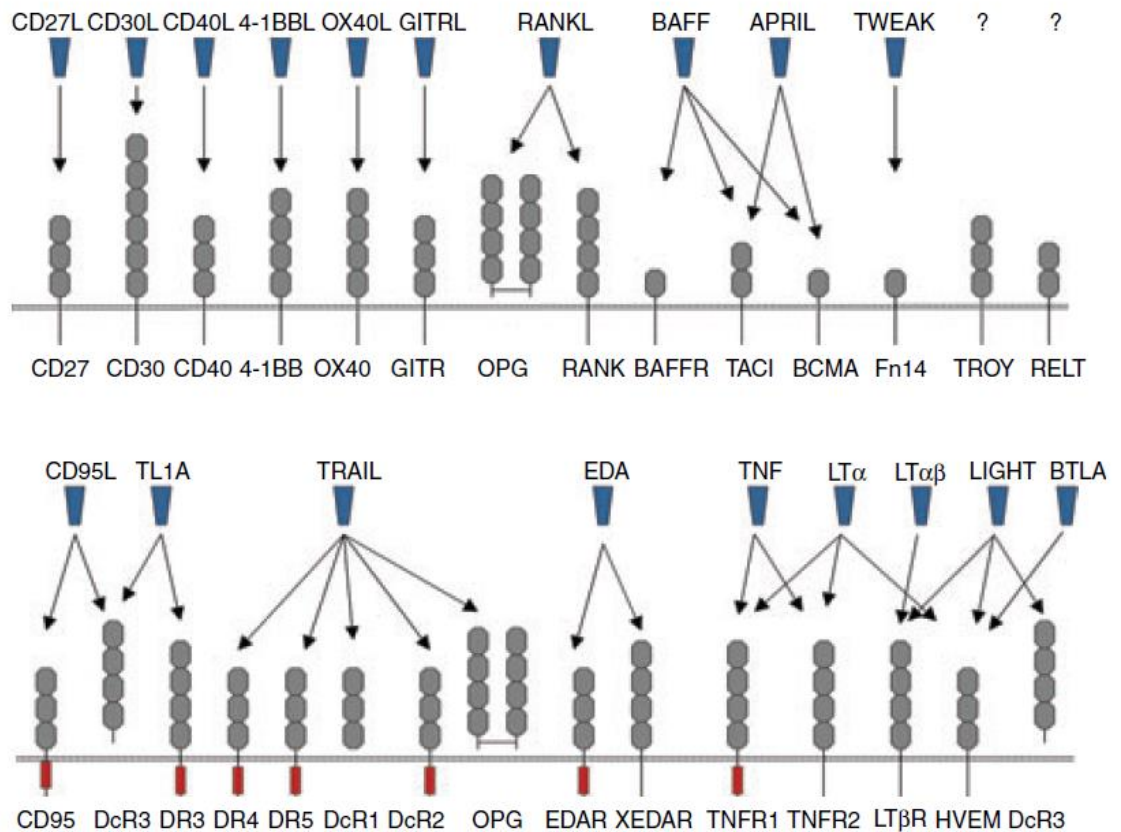 CD27L CD30L CD40L 4-1BBL OX40L GITRL RANKL BAFF APRIL TWEAK ? ?
CD27 CD30 CD40 4-1BB OX40 GITR OPG RANK BAFFR TACI BCMA Fn14 TROY RELT
CD95L TL1A TRAIL EDA TNF LTα LTαβ LIGHT BTLA
CD95 DcR3 DR3 DR4 DR5 DcR1 DcR2 OPG EDAR XEDAR TNFR1 TNFR2 LTβR HVEM DcR3